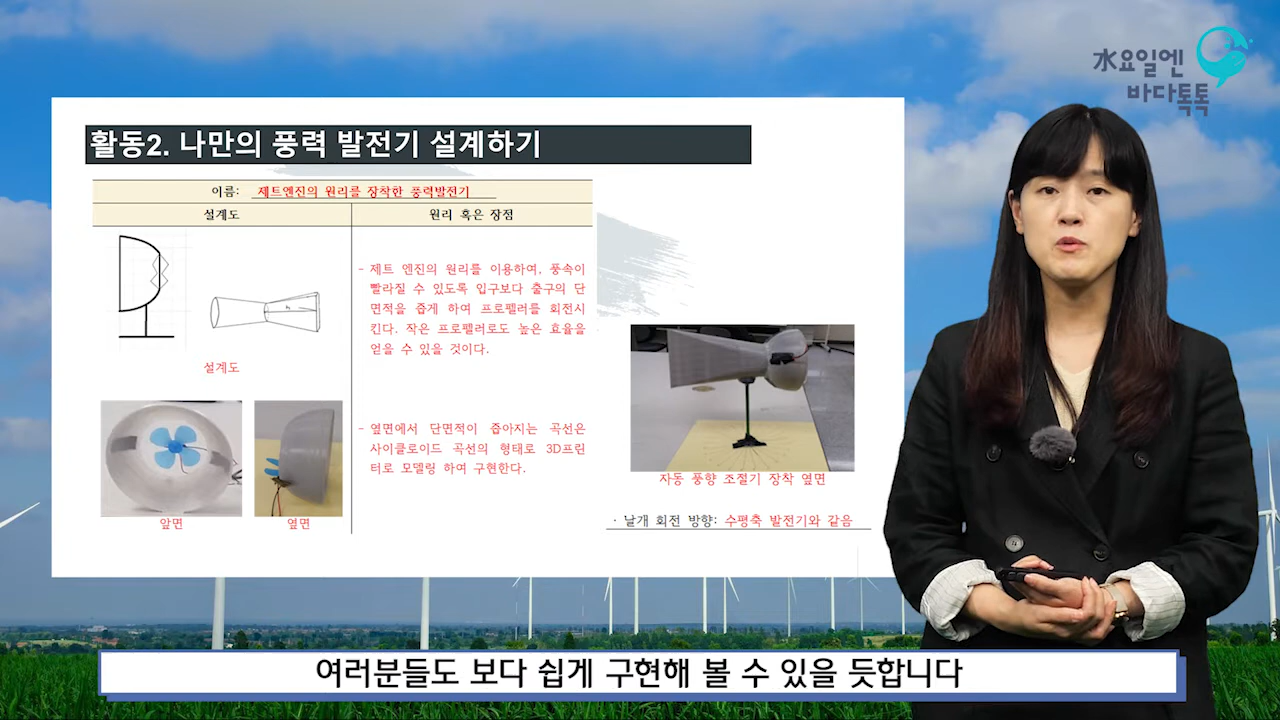 水요일엔
바다톡톡
활동2. 나만의 풍력 발전기 설계하기
이름: 제트엔진의 원리를 장착한 풍력발전기
설계도
원리 혹은 장점
- 제트 엔진의 원리를 이용하여, 풍속이
빨라질 수 있도록 입구보다 출구의 단
면적을 좁게 하여 프로펠러를 회전시
킨다. 작은 프로펠러로도 높은 효율을
얻을 수 있을 것이다.
설계도
- 옆면에서 단면적이 좁아지는 곡선은
사이클로이드 곡선의 형태로 3D프린
터로 모델링 하여 구현한다.
앞면
옆면
자동 풍향 조절기 장착 옆면
· 날개 회전 방향: 수평축 발전기와 같음
여러분들도 보다 쉽게 구현해 볼 수 있을 듯합니다